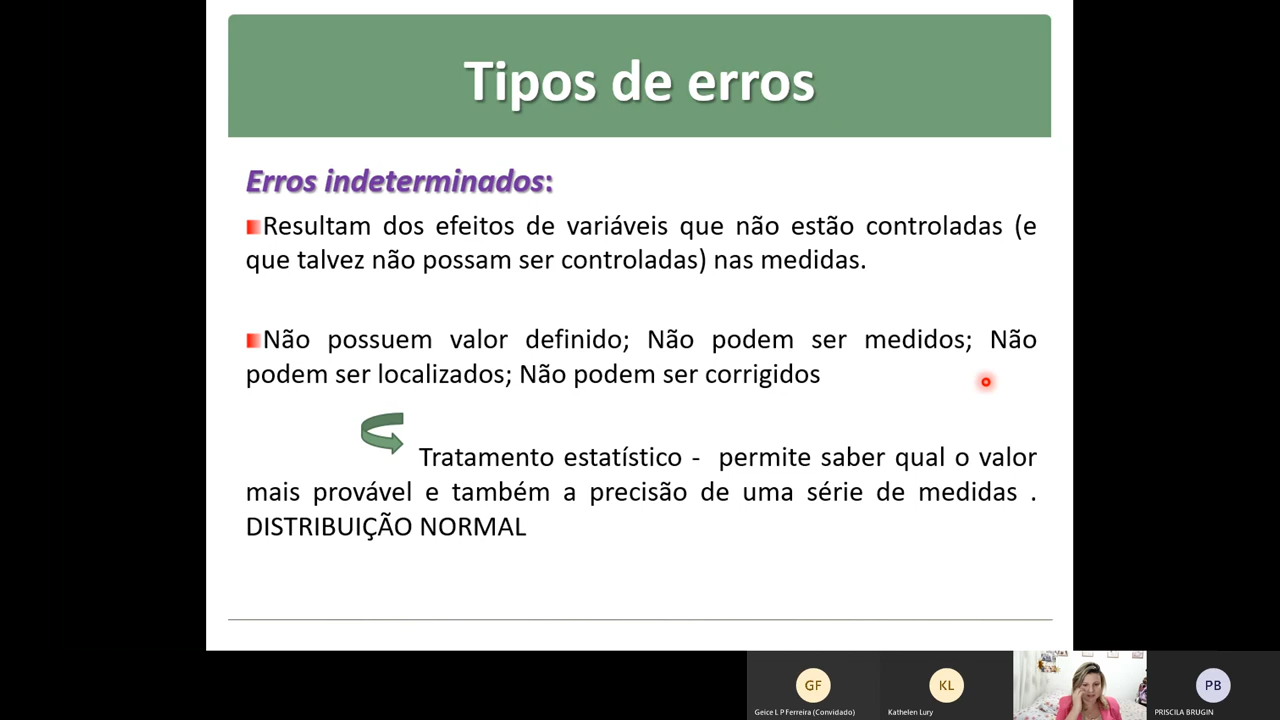 Tipos de erros
Erros indeterminados:
Resultam dos efeitos de variáveis que não estão controladas (e
que talvez não possam ser controladas) nas medidas.
Não possuem valor definido; Não podem ser medidos; Não
podem ser localizados; Não podem ser corrigidos
Tratamento estatístico - permite saber qual o valor
mais provável e também a precisão de uma série de medidas .
DISTRIBUIÇÃO NORMAL
GF
KL
PB
Geice L P Ferreira (Convidado)
Kathelen Lury
PRISCILA BRUGIN